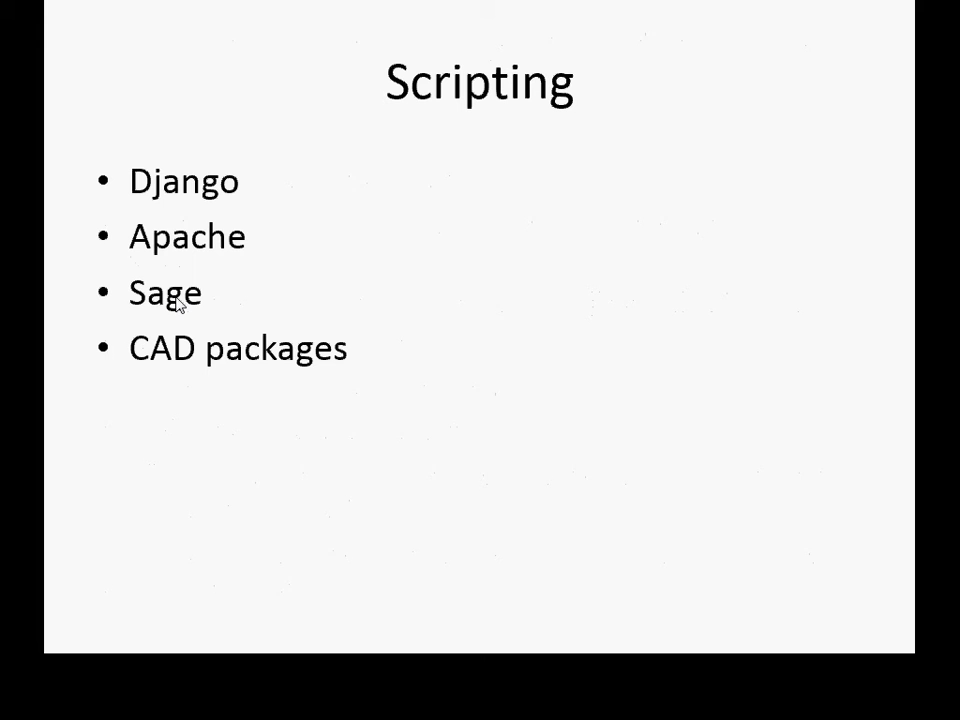 Scripting
• Django
• Apache
• Sage
• CAD packages